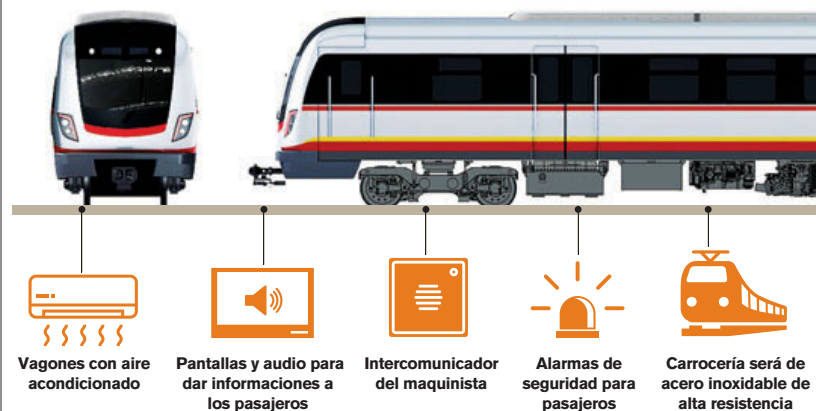 Vagones con aire
acondicionado
Pantallas y audio para
dar informaciones a
los pasajeros
Intercomunicador
del maquinista
Alarmas de
seguridad para
pasajeros
Carrocería será de
acero inoxidable de
alta resistencia